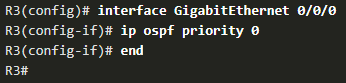 R3(config)# interface GigabitEthernet 0/0/0
R3(config-if)# ip ospf priority 0
R3(config-if)# end
R3#